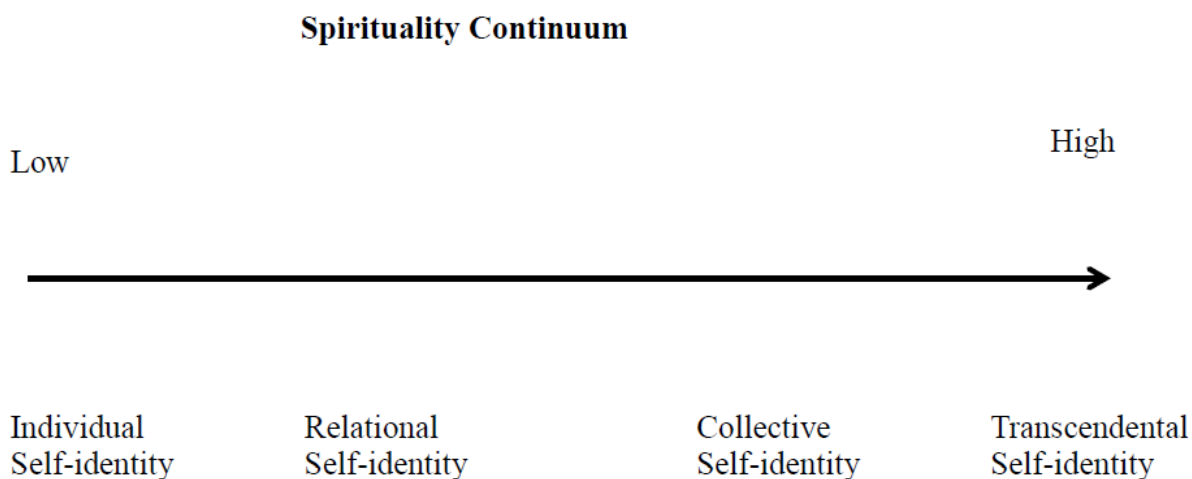 Spirituality Continuum
Low
High
Individual
Self-identity
Relational
Self-identity
Collective
Self-identity
Transcendental
Self-identity